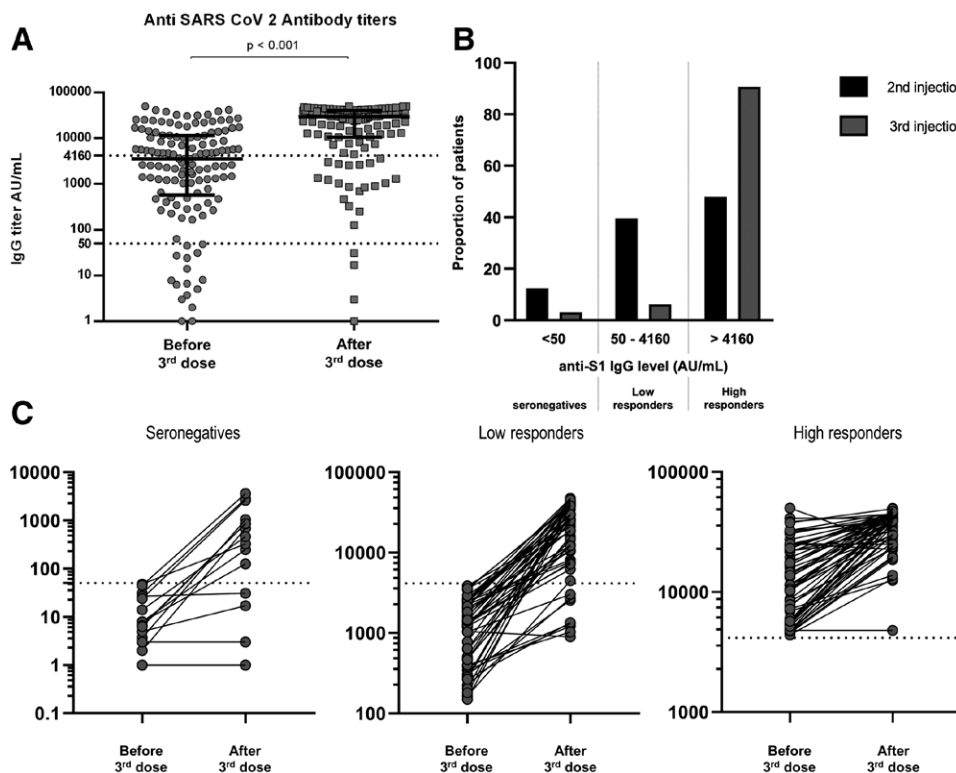 Anti SARS CoV 2 Antibody titers
A
p < 0.001
IgG titer AU/mL
100000
10000
4160
1000
100
50
10
1
Before
3rd dose
After
3rd dose
B
Proportion of patients
100
80
60
40
20
0
2nd injectio
3rd injectio
<50
50 - 4160
> 4160
anti-S1 IgG level (AU/mL)
seronegatives
Low
responders
High
responders
C
Seronegatives
10000
1000
100
10
1
0.1
Before
3rd dose
After
3rd dose
Low responders
100000
10000
1000
100
Before
3rd dose
After
3rd dose
High responders
100000
10000
1000
Before
3rd dose
After
3rd dose